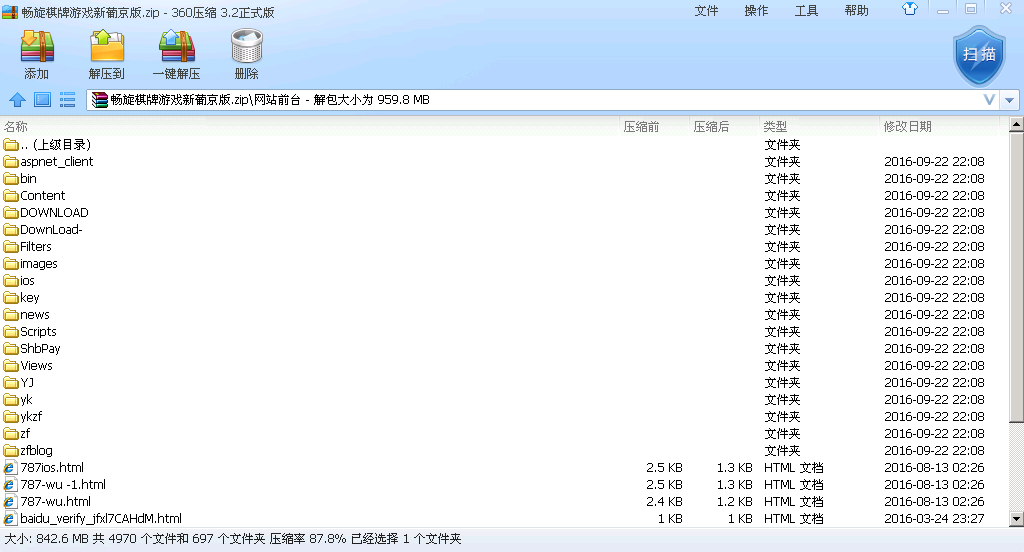 畅旋棋牌游戏新葡京版.zip - 360压缩 3.2正式版 文件 操作 工具 帮助
添加 解压到 一键解压 删除 扫描
畅旋棋牌游戏新葡京版.zip\网站前台 - 解包大小为 959.8 MB
名称 压缩前 压缩后 类型 修改日期
.. (上级目录) 文件夹
aspnet_client 文件夹 2016-09-22 22:08
bin 文件夹 2016-09-22 22:08
Content 文件夹 2016-09-22 22:08
DOWNLOAD 文件夹 2016-09-22 22:08
DownLoad- 文件夹 2016-09-22 22:08
Filters 文件夹 2016-09-22 22:08
images 文件夹 2016-09-22 22:08
ios 文件夹 2016-09-22 22:08
key 文件夹 2016-09-22 22:08
news 文件夹 2016-09-22 22:08
Scripts 文件夹 2016-09-22 22:08
ShbPay 文件夹 2016-09-22 22:08
Views 文件夹 2016-09-22 22:08
YJ 文件夹 2016-09-22 22:08
yk 文件夹 2016-09-22 22:08
ykzf 文件夹 2016-09-22 22:08
zf 文件夹 2016-09-22 22:08
zfblog 文件夹 2016-09-22 22:08
787ios.html 2.5 KB 1.3 KB HTML 文档 2016-08-13 02:26
787-wu -1.html 2.5 KB 1.3 KB HTML 文档 2016-08-13 02:26
787-wu.html 2.4 KB 1.2 KB HTML 文档 2016-08-13 02:26
baidu_verify_jfxl7CAHdM.html 1 KB 1 KB HTML 文档 2016-03-24 23:27
大小: 842.6 MB 共 4970 个文件和 697 个文件夹 压缩率 87.8% 已经选择 1 个文件夹